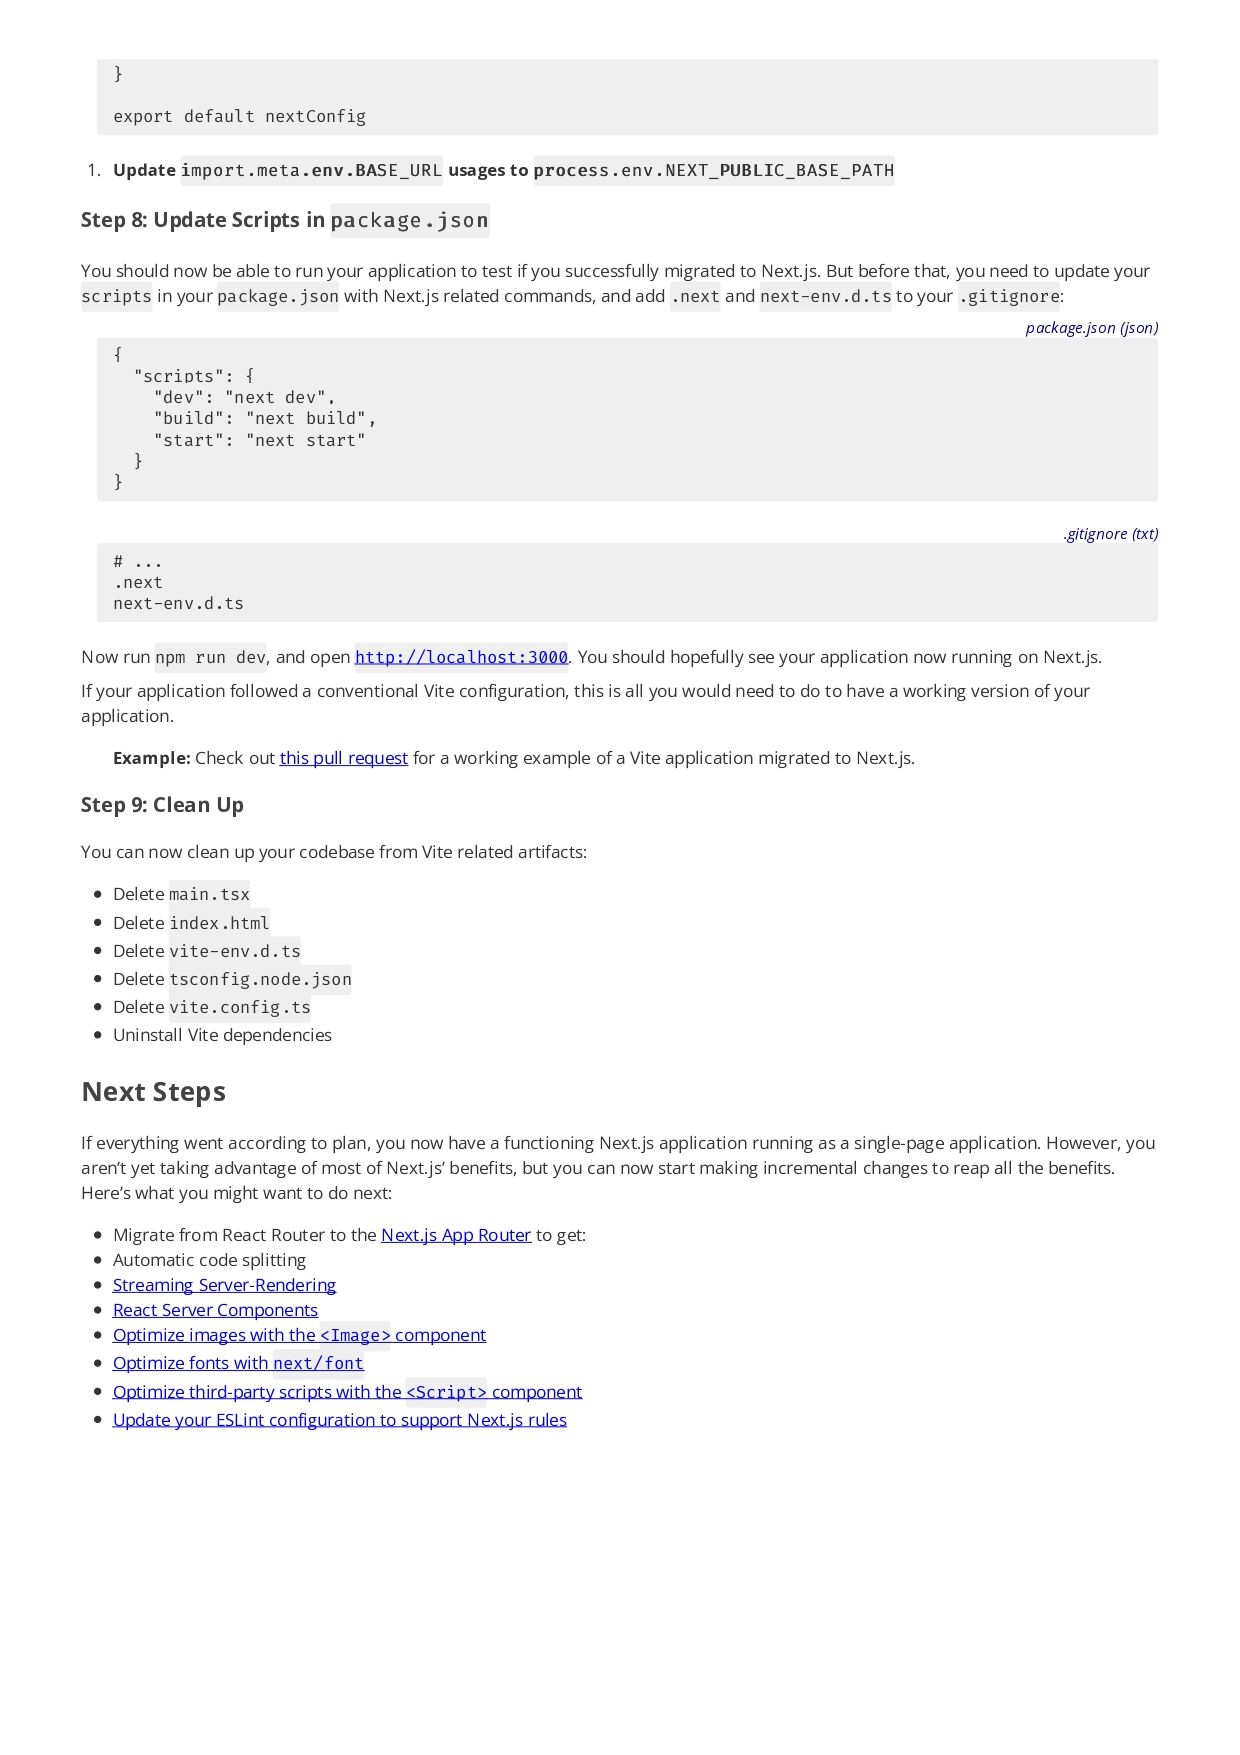 }
export default nextConfig
1. Update import.meta.env.BASE_URL usages to process.env.NEXT_PUBLIC_BASE_PATH
Step 8: Update Scripts in package.json
You should now be able to run your application to test if you successfully migrated to Next.js. But before that, you need to update your
scripts in your package.json with Next.js related commands, and add .next and next-env.d.ts to your .gitignore:
package.json (json)
{
  "scripts": {
    "dev": "next dev",
    "build": "next build",
    "start": "next start"
  }
}
.gitignore (txt)
# ...
.next
next-env.d.ts
Now run npm run dev, and open http://localhost:3000. You should hopefully see your application now running on Next.js.
If your application followed a conventional Vite configuration, this is all you would need to do to have a working version of your
application.
Example: Check out this pull request for a working example of a Vite application migrated to Next.js.
Step 9: Clean Up
You can now clean up your codebase from Vite related artifacts:
• Delete main.tsx
• Delete index.html
• Delete vite-env.d.ts
• Delete tsconfig.node.json
• Delete vite.config.ts
• Uninstall Vite dependencies
Next Steps
If everything went according to plan, you now have a functioning Next.js application running as a single-page application. However, you
aren’t yet taking advantage of most of Next.js’ benefits, but you can now start making incremental changes to reap all the benefits.
Here’s what you might want to do next:
• Migrate from React Router to the Next.js App Router to get:
• Automatic code splitting
• Streaming Server-Rendering
• React Server Components
• Optimize images with the <Image> component
• Optimize fonts with next/font
• Optimize third-party scripts with the <Script> component
• Update your ESLint configuration to support Next.js rules